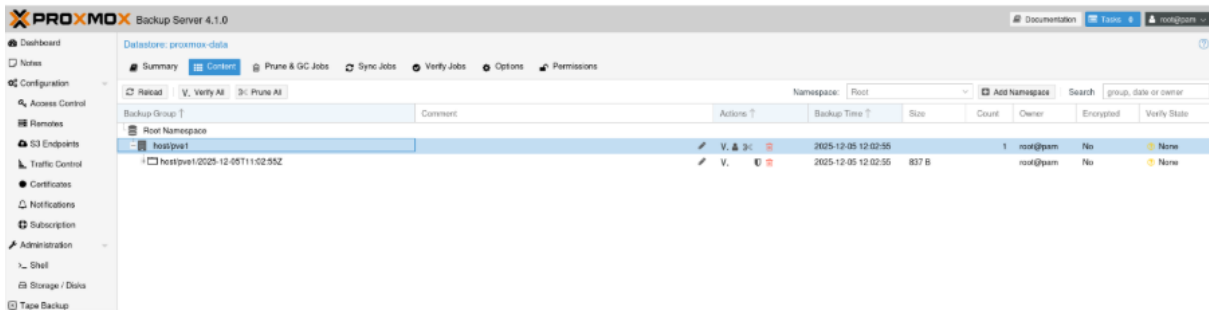 PROXMOX Backup Server 4.1.0 Documentation Tasks 0 root@pam
Dashboard
Notes
Configuration
Access Control
Remotes
S3 Endpoints
Traffic Control
Certificates
Notifications
Subscription
Administration
Shell
Storage / Disks
Tape Backup
Datastore: proxmox-data
Summary Content Prune & GC Jobs Sync Jobs Verify Jobs Options Permissions
Reload V. Verify All Prune All Namespace: Root Add Namespace Search group, date or owner
Backup Group Comment Actions Backup Time Size Count Owner Encrypted Verify State
Root Namespace
host/pve1 V. 2025-12-05 12:02:55 1 root@pam No None
host/pve1/2025-12-05T11:02:55Z V. 2025-12-05 12:02:55 837 B root@pam No None